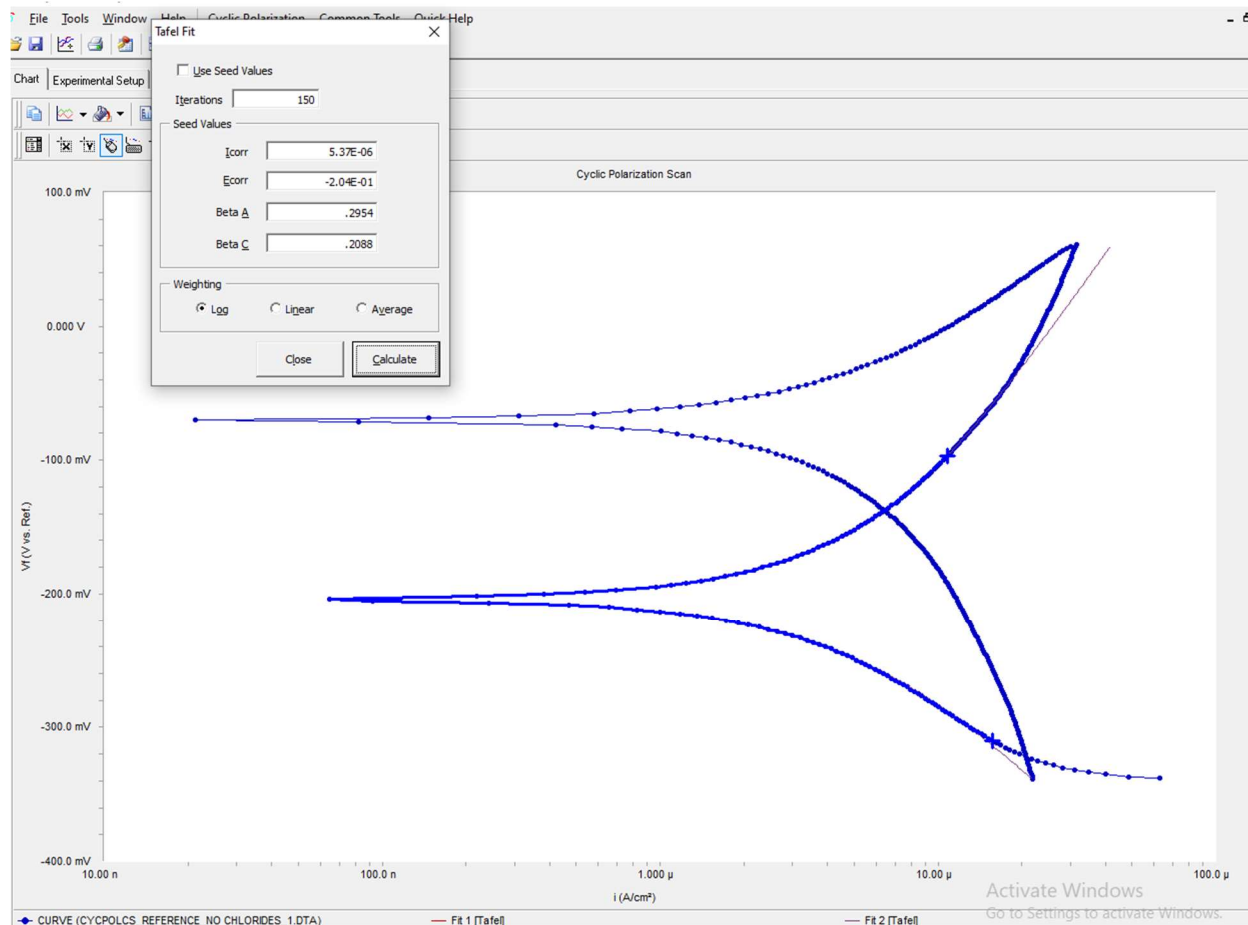 File Tools Window Help Cyclic Polarization Common Tools Quick Help
Tafel Fit
Use Seed Values
Iterations 150
Seed Values
Icorr 5.37E-06
Ecorr -2.04E-01
Beta A .2954
Beta C .2088
Weighting
Log Linear Average
Close Calculate
Chart Experimental Setup
Cyclic Polarization Scan
100.0 mV
0.000 V
-100.0 mV
-200.0 mV
-300.0 mV
-400.0 mV
Vf (V vs. Ref.)
10.00 n 100.0 n 1.000 µ 10.00 µ 100.0 µ
i (A/cm²)
Activate Windows
Go to Settings to activate Windows.
CURVE (CYCPOLCS_REFERENCE_NO CHLORIDES_1.DTA) Fit 1 [Tafel] Fit 2 [Tafel]